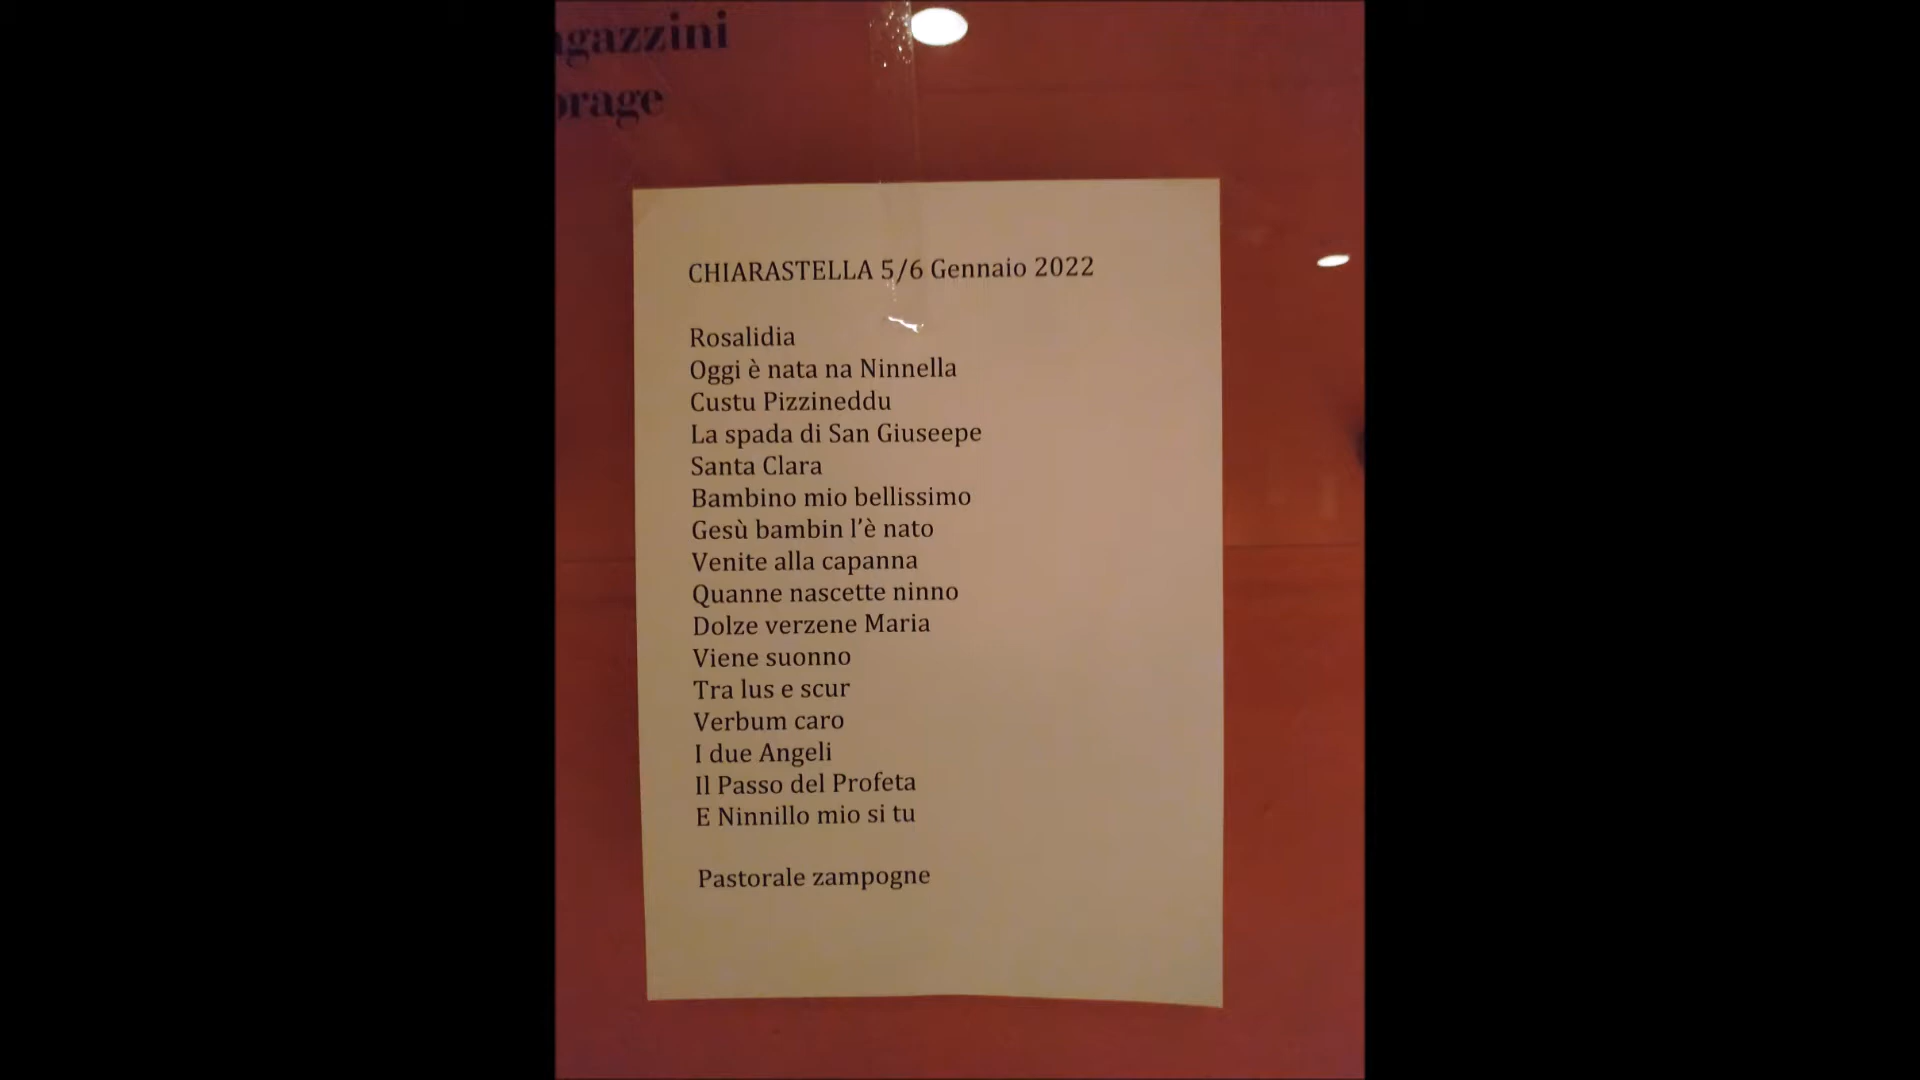 gazzini
orage
CHIARASTELLA 5/6 Gennaio 2022
Rosalidia
Oggi è nata na Ninnella
Custu Pizzineddu
La spada di San Giuseepe
Santa Clara
Bambino mio bellissimo
Gesù bambin l’è nato
Venite alla capanna
Quanne nascette ninno
Dolze verzene Maria
Viene suonno
Tra lus e scur
Verbum caro
I due Angeli
Il Passo del Profeta
E Ninnillo mio si tu
Pastorale zampogne